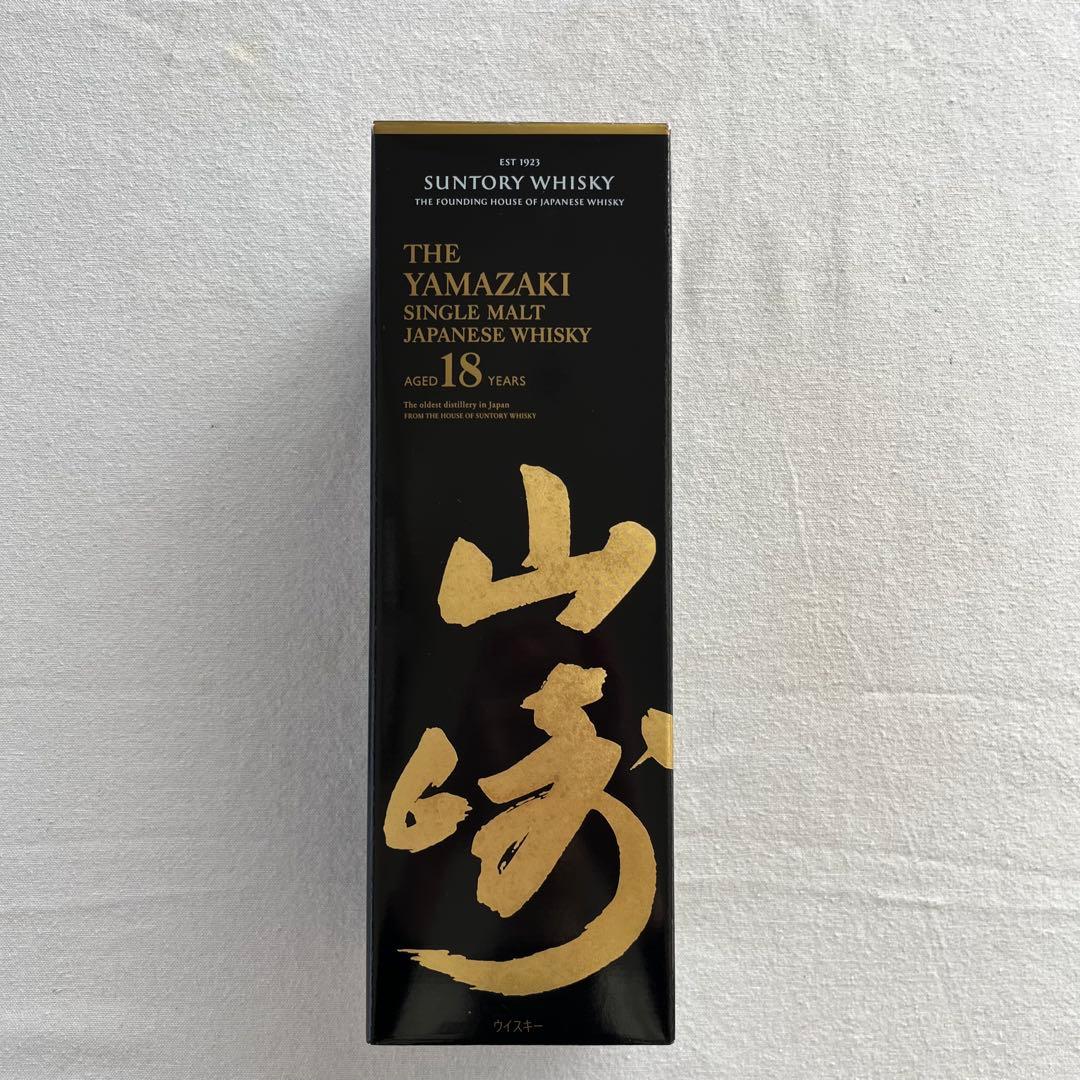 EST 1923
SUNTORY WHISKY
THE FOUNDING HOUSE OF JAPANESE WHISKY
THE
YAMAZAKI
SINGLE MALT
JAPANESE WHISKY
AGED 18 YEARS
The oldest distillery in Japan
FROM THE HOUSE OF SUNTORY WHISKY
山
崎
ウイスキー